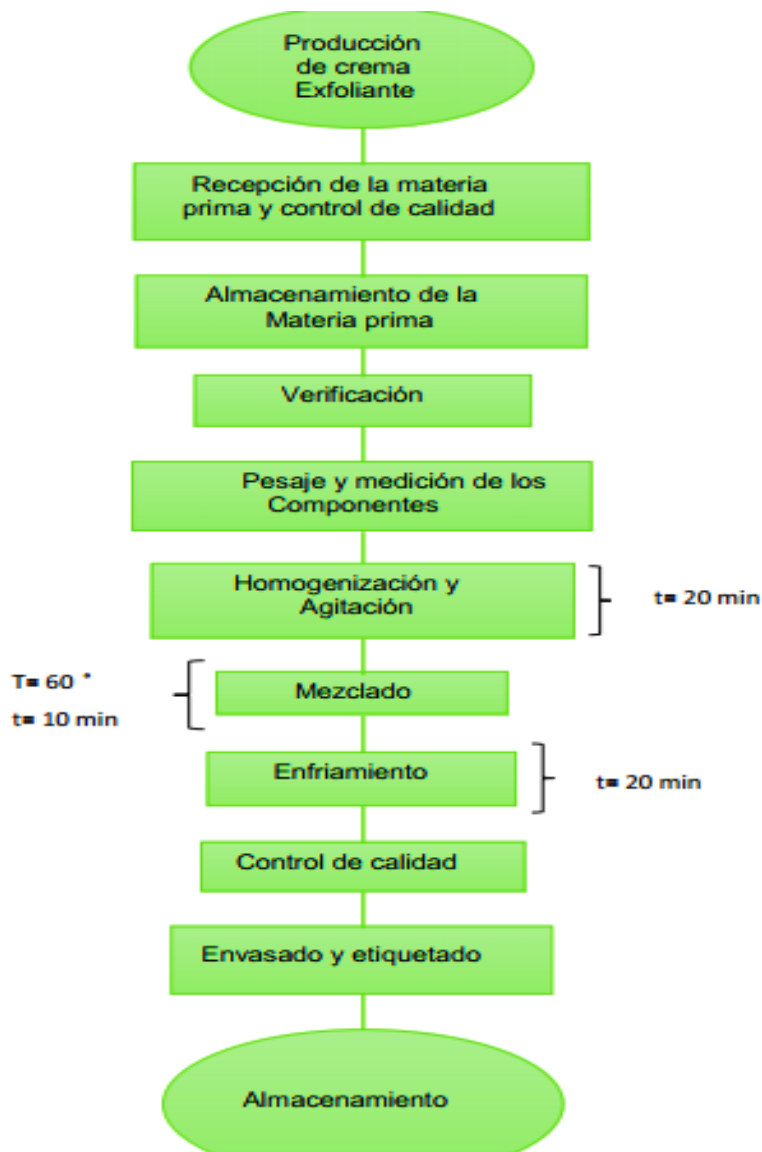 Producción
de crema
Exfoliante
Recepción de la materia
prima y control de calidad
Almacenamiento de la
Materia prima
Verificación
Pesaje y medición de los
Componentes
Homogenización y
Agitación
t= 20 min
T= 60 °
t= 10 min
Mezclado
Enfriamiento
t= 20 min
Control de calidad
Envasado y etiquetado
Almacenamiento